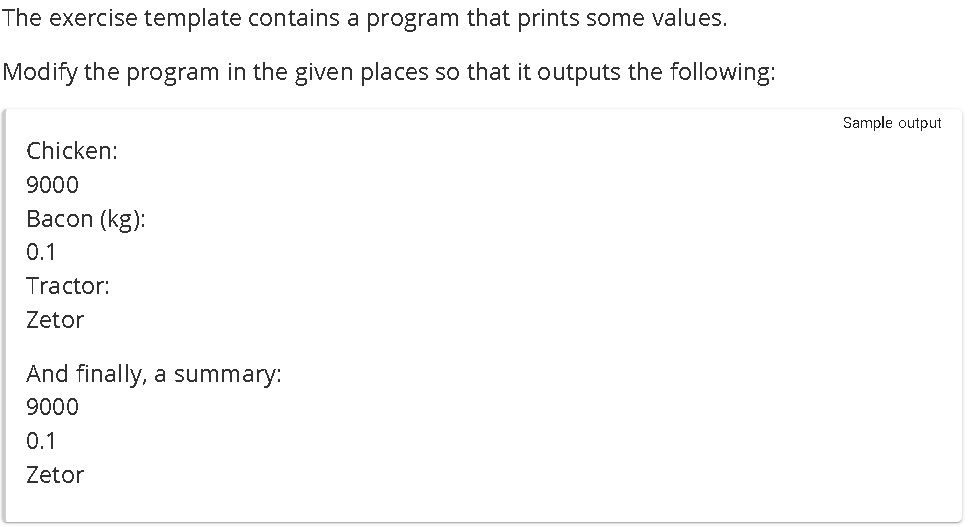 The exercise template contains a program that prints some values.
Modify the program in the given places so that it outputs the following:
Sample output
Chicken:
9000
Bacon (kg):
0.1
Tractor:
Zetor
And finally, a summary:
9000
0.1
Zetor